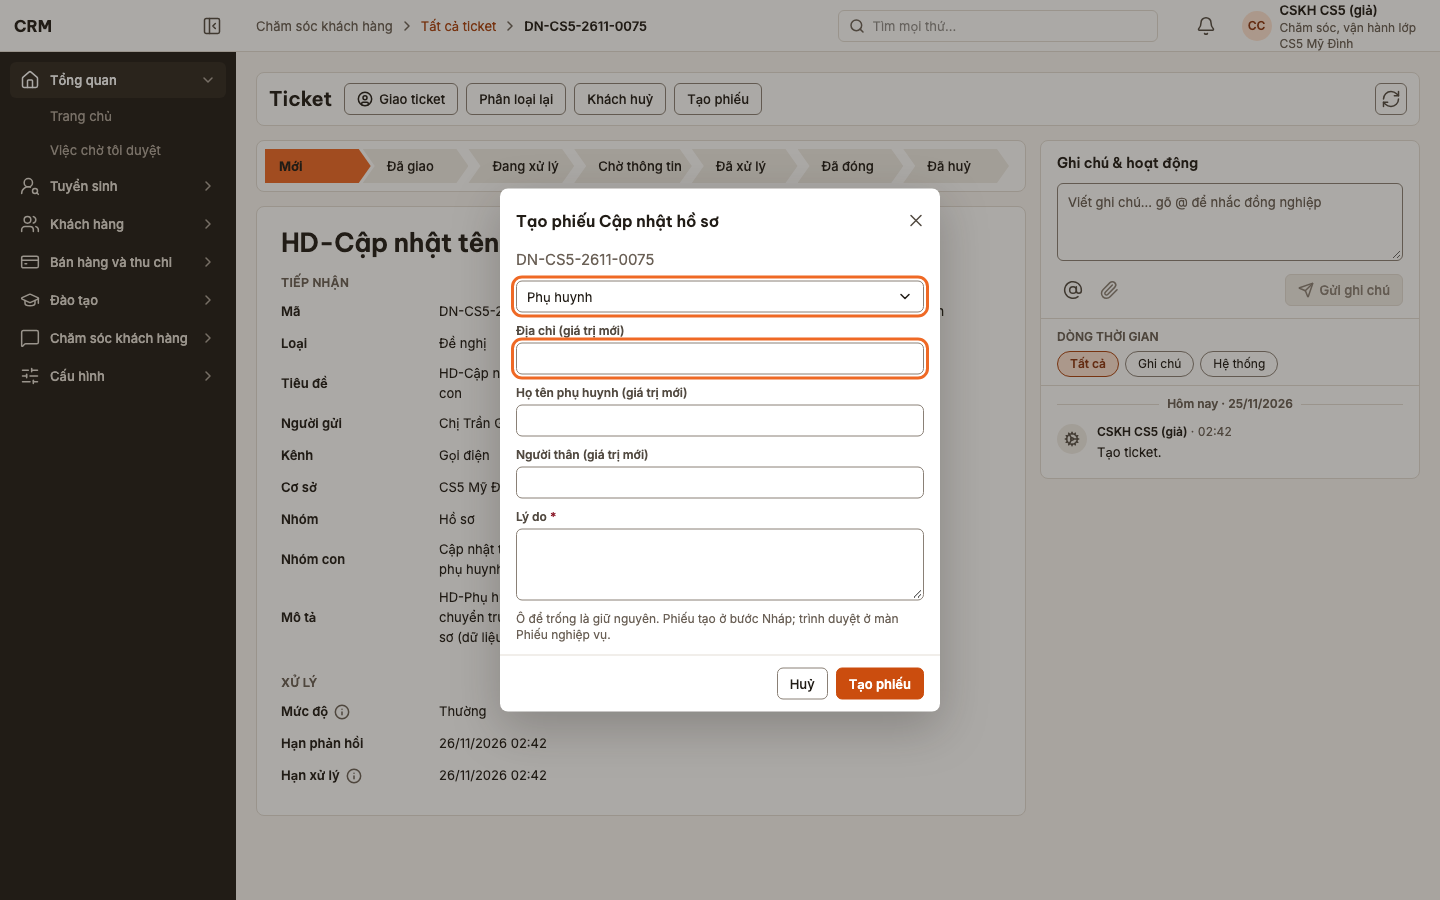 CRM
Chăm sóc khách hàng
Tất cả ticket
DN-CS5-2611-0075
Tìm mọi thứ...
CC
CSKH CS5 (giả)
Chăm sóc, vận hành lớp
CS5 Mỹ Đình
Tổng quan
Trang chủ
Việc chờ tôi duyệt
Tuyển sinh
Khách hàng
Bán hàng và thu chi
Đào tạo
Chăm sóc khách hàng
Cấu hình
Ticket
Giao ticket
Phân loại lại
Khách huỷ
Tạo phiếu
Mới
Đã giao
Đang xử lý
Chờ thông tin
Đã xử lý
Đã đóng
Đã huỷ
HD-Cập nhật tên
TIẾP NHẬN
Mã
DN-CS5-2
Loại
Đề nghị
Tiêu đề
HD-Cập n
con
Người gửi
Chị Trần G
Kênh
Gọi điện
Cơ sở
CS5 Mỹ Đ
Nhóm
Hồ sơ
Nhóm con
Cập nhật t
phụ huynh
Mô tả
HD-Phụ h
chuyển trư
sơ (dữ liệu
XỬ LÝ
Mức độ
Thường
Hạn phản hồi
26/11/2026 02:42
Hạn xử lý
26/11/2026 02:42
Tạo phiếu Cập nhật hồ sơ
DN-CS5-2611-0075
Phụ huynh
Địa chỉ (giá trị mới)
Họ tên phụ huynh (giá trị mới)
Người thân (giá trị mới)
Lý do *
Ô để trống là giữ nguyên. Phiếu tạo ở bước Nháp; trình duyệt ở màn
Phiếu nghiệp vụ.
Huỷ
Tạo phiếu
Ghi chú & hoạt động
Viết ghi chú... gõ @ để nhắc đồng nghiệp
Gửi ghi chú
DÒNG THỜI GIAN
Tất cả
Ghi chú
Hệ thống
Hôm nay · 25/11/2026
CSKH CS5 (giả) · 02:42
Tạo ticket.